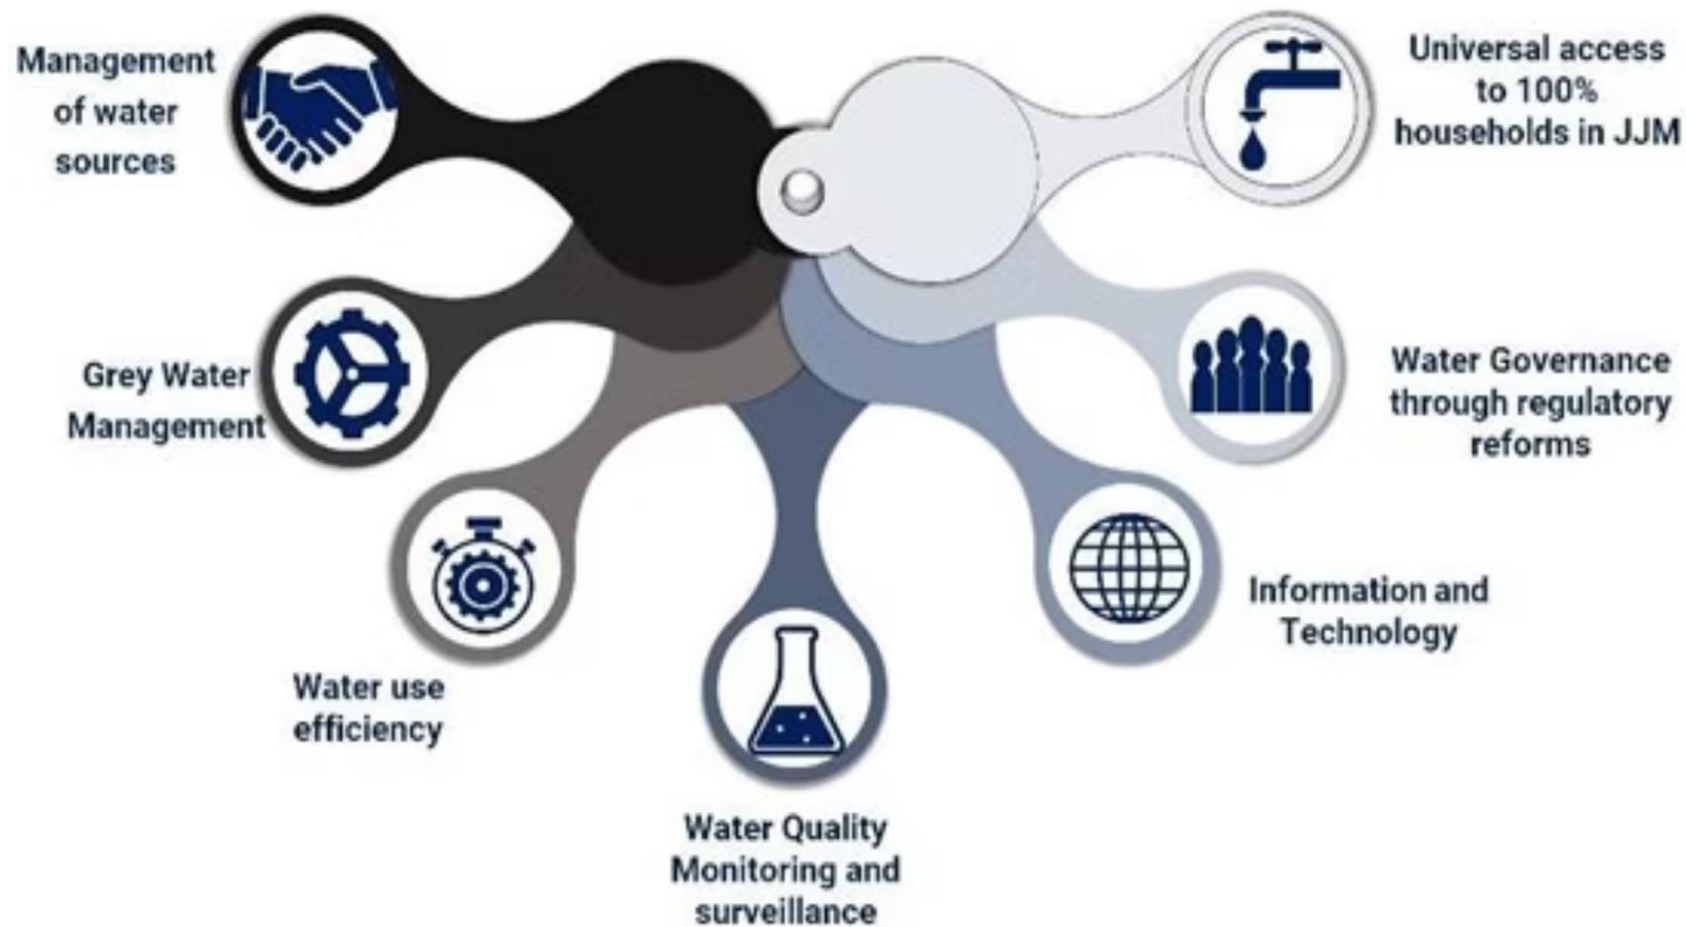 Management
of water
sources
Universal access
to 100%
households in JJM
Grey Water
Management
Water Governance
through regulatory
reforms
Water use
efficiency
Information and
Technology
Water Quality
Monitoring and
surveillance